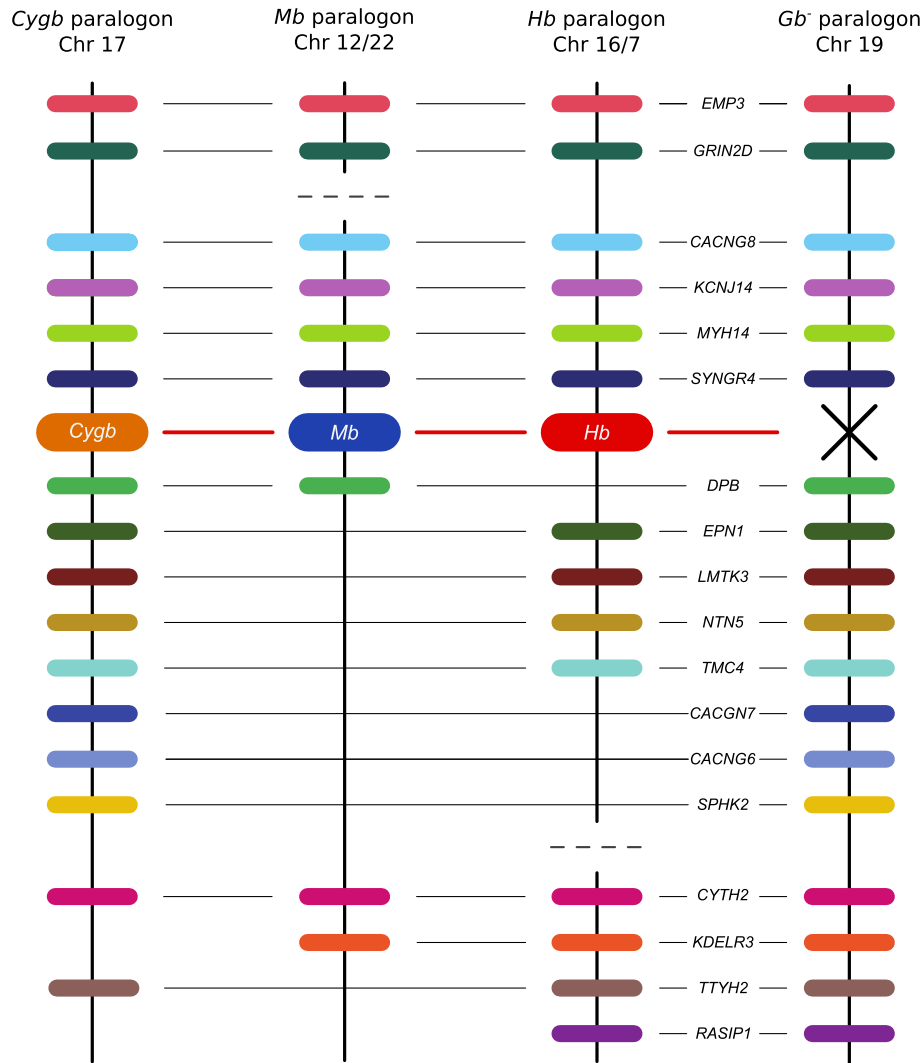 Cygb paralogon
Chr 17
Mb paralogon
Chr 12/22
Hb paralogon
Chr 16/7
Gb- paralogon
Chr 19
EMP3
GRIN2D
CACNG8
KCNJ14
MYH14
SYNGR4
Cygb
Mb
Hb
DPB
EPN1
LMTK3
NTN5
TMC4
CACGN7
CACNG6
SPHK2
CYTH2
KDELR3
TTYH2
RASIP1